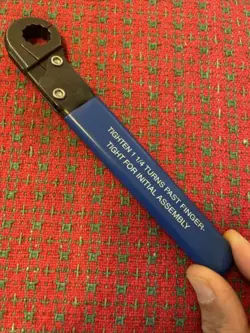 TIGHTEN 1 1/4 TURNS PAST FINGER.
TIGHT FOR INITIAL ASSEMBLY